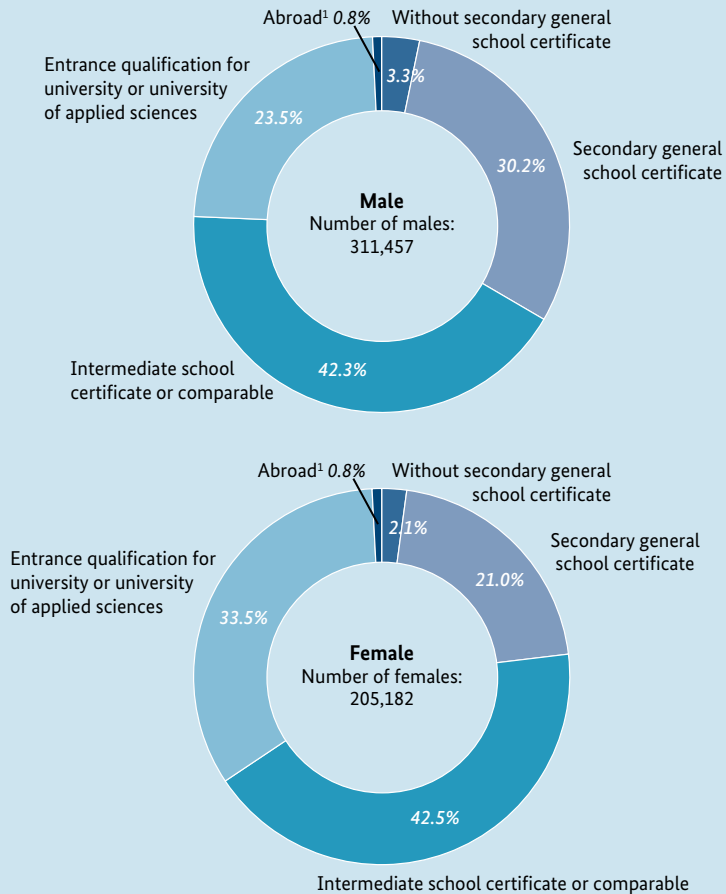 Abroad¹ 0.8%
Without secondary general
school certificate
3.3%
Entrance qualification for
university or university
of applied sciences
23.5%
Secondary general
school certificate
30.2%
Male
Number of males:
311,457
Intermediate school
certificate or comparable
42.3%
Abroad¹ 0.8%
Without secondary general
school certificate
2.1%
Entrance qualification for
university or university
of applied sciences
33.5%
Secondary general
school certificate
21.0%
Female
Number of females:
205,182
42.5%
Intermediate school certificate or comparable